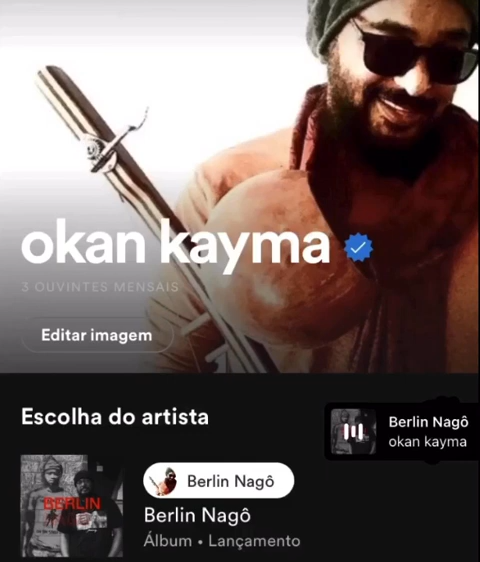 okan kayma
3 OUVINTES MENSAIS
Editar imagem
Escolha do artista
Berlin Nagô
okan kayma
BERLIN
Berlin Nagô
Berlin Nagô
Álbum • Lançamento